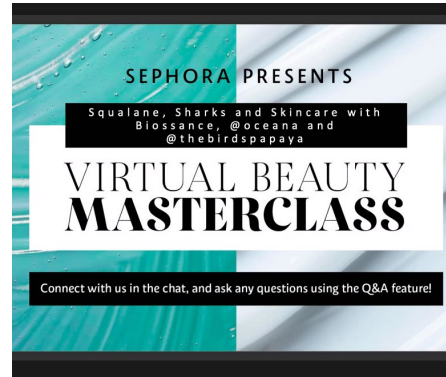 SEPHORA PRESENTS
Squalane, Sharks and Skincare with
Biossance, @oceana and
@thebirdspapaya
VIRTUAL BEAUTY
MASTERCLASS
Connect with us in the chat, and ask any questions using the Q&A feature!